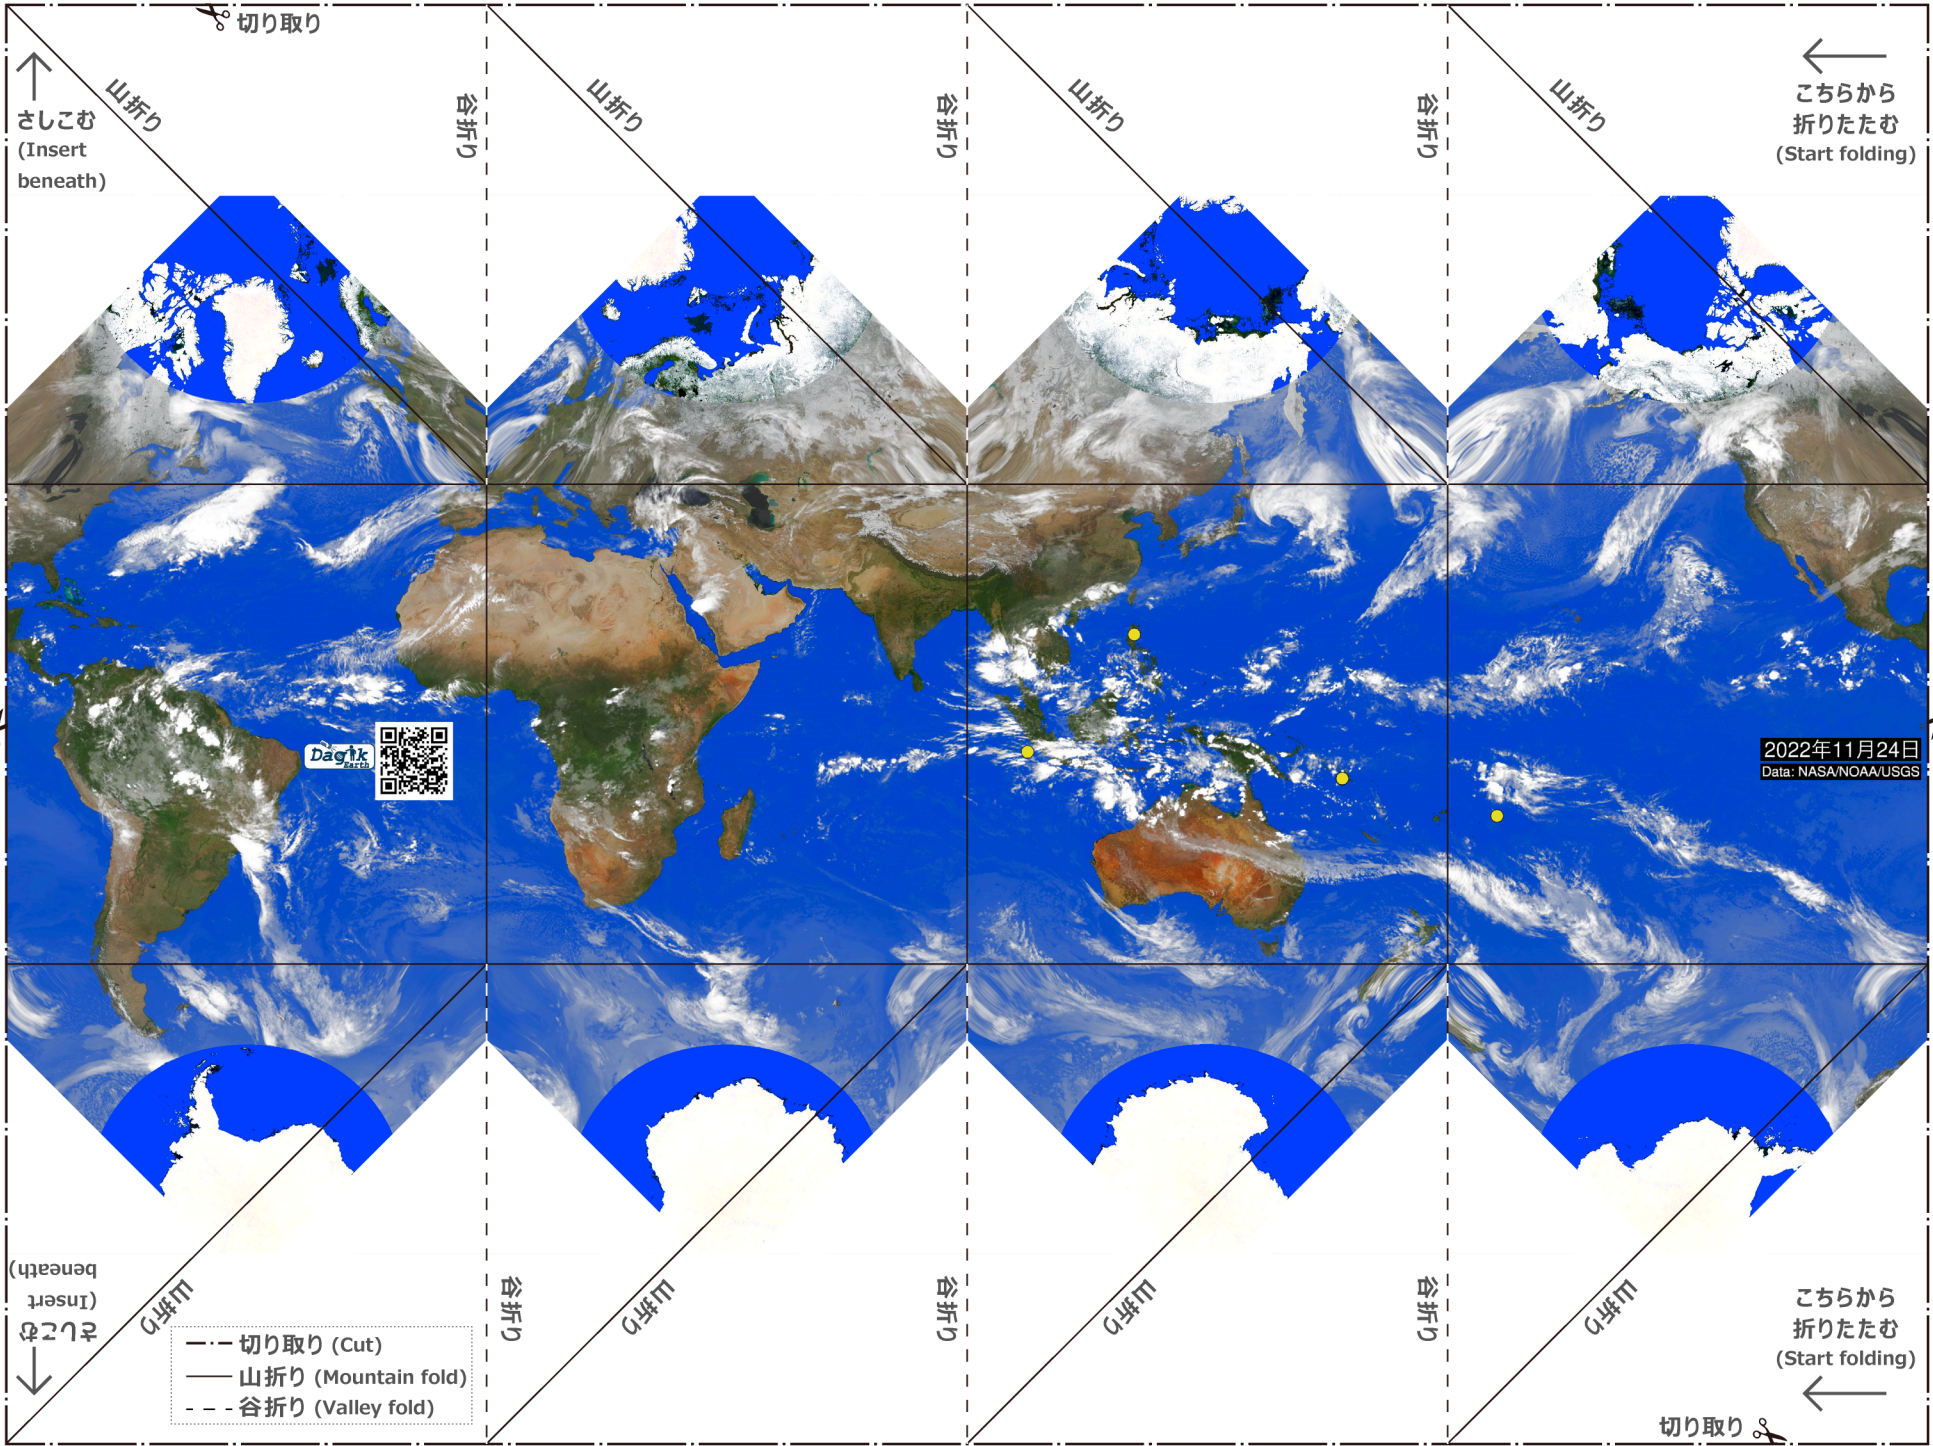 切り取り
さしこむ
(Insert
beneath)
山折り
谷折り
山折り
谷折り
山折り
谷折り
山折り
こちらから
折りたたむ
(Start folding)
Dagik
Earth
2022年11月24日
Data: NASA/NOAA/USGS
さしこむ
(Insert
beneath)
山折り
谷折り
山折り
谷折り
山折り
谷折り
山折り
こちらから
折りたたむ
(Start folding)
切り取り (Cut)
山折り (Mountain fold)
谷折り (Valley fold)
切り取り